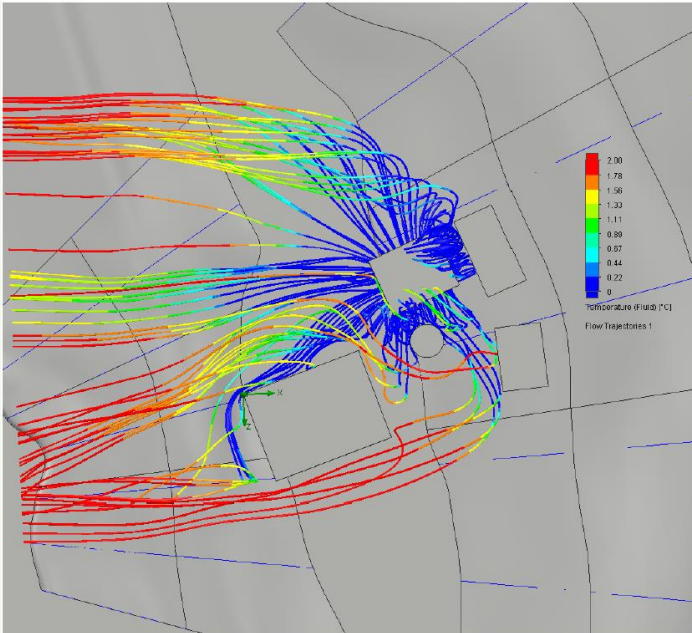 2.00
1.78
1.56
1.33
1.11
0.89
0.67
0.44
0.22
0
Temperature (Fluid) [°C]
Flow Trajectories 1
X
Z